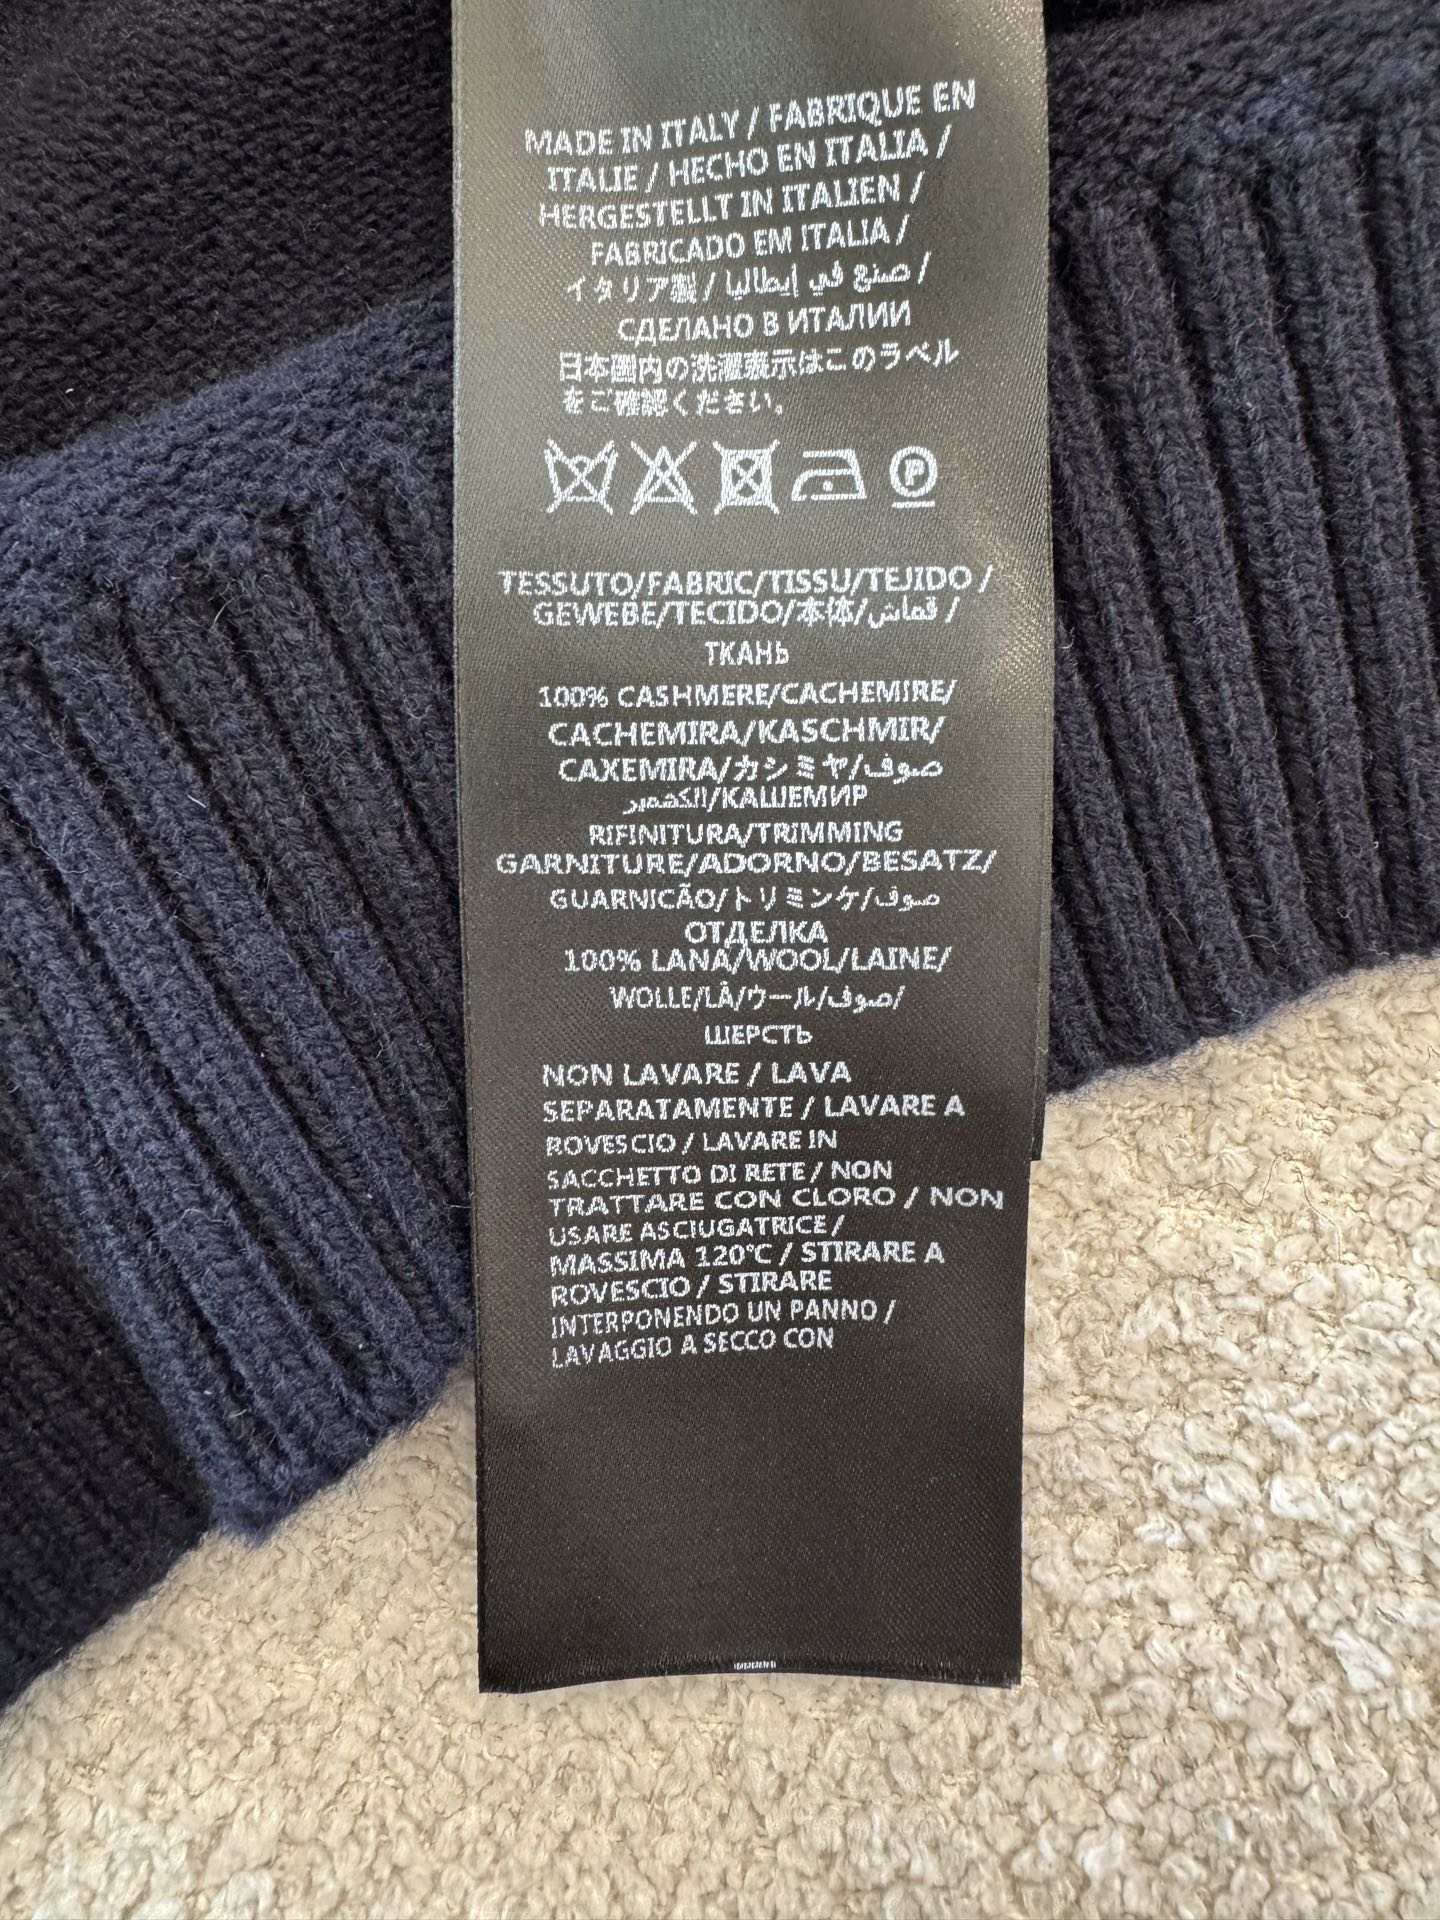 MADE IN ITALY / FABRIQUE EN
ITALIE / HECHO EN ITALIA /
HERGESTELLT IN ITALIEN /
FABRICADO EM ITALIA /
イタリア製 / صنع في إيطاليا /
СДЕЛАНО В ИТАЛИИ
日本国内の洗濯表示はこのラベル
をご確認ください。
P
TESSUTO/FABRIC/TISSU/TEJIDO /
GEWEBE/TECIDO/本体/قماش /
ТКАНЬ
100% CASHMERE/CACHEMIRE/
CACHEMIRA/KASCHMIR/
CAXEMIRA/カシミヤ/صوف
الكشمير/КАШЕМИР
RIFINITURA/TRIMMING
GARNITURE/ADORNO/BESATZ/
GUARNICÃO/トリミンケ/صوف
ОТДЕЛКА
100% LANA/WOOL/LAINE/
WOLLE/LÂ/ウール/صوف/
ШЕРСТЬ
NON LAVARE / LAVA
SEPARATAMENTE / LAVARE A
ROVESCIO / LAVARE IN
SACCHETTO DI RETE / NON
TRATTARE CON CLORO / NON
USARE ASCIUGATRICE /
MASSIMA 120°C / STIRARE A
ROVESCIO / STIRARE
INTERPONENDO UN PANNO /
LAVAGGIO A SECCO CON